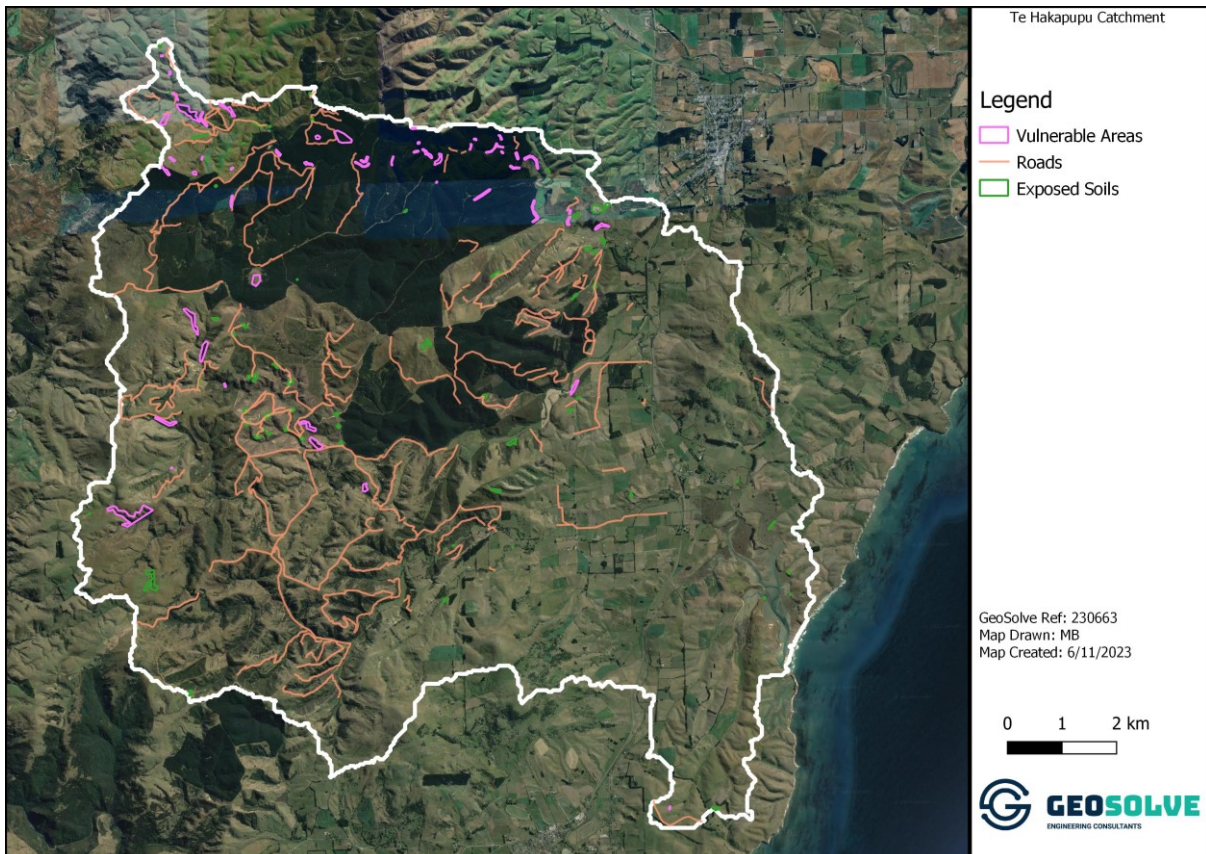 Te Hakapupu Catchment
Legend
Vulnerable Areas
Roads
Exposed Soils
GeoSolve Ref: 230663
Map Drawn: MB
Map Created: 6/11/2023
0 1 2 km
GEOSOLVE
ENGINEERING CONSULTANTS